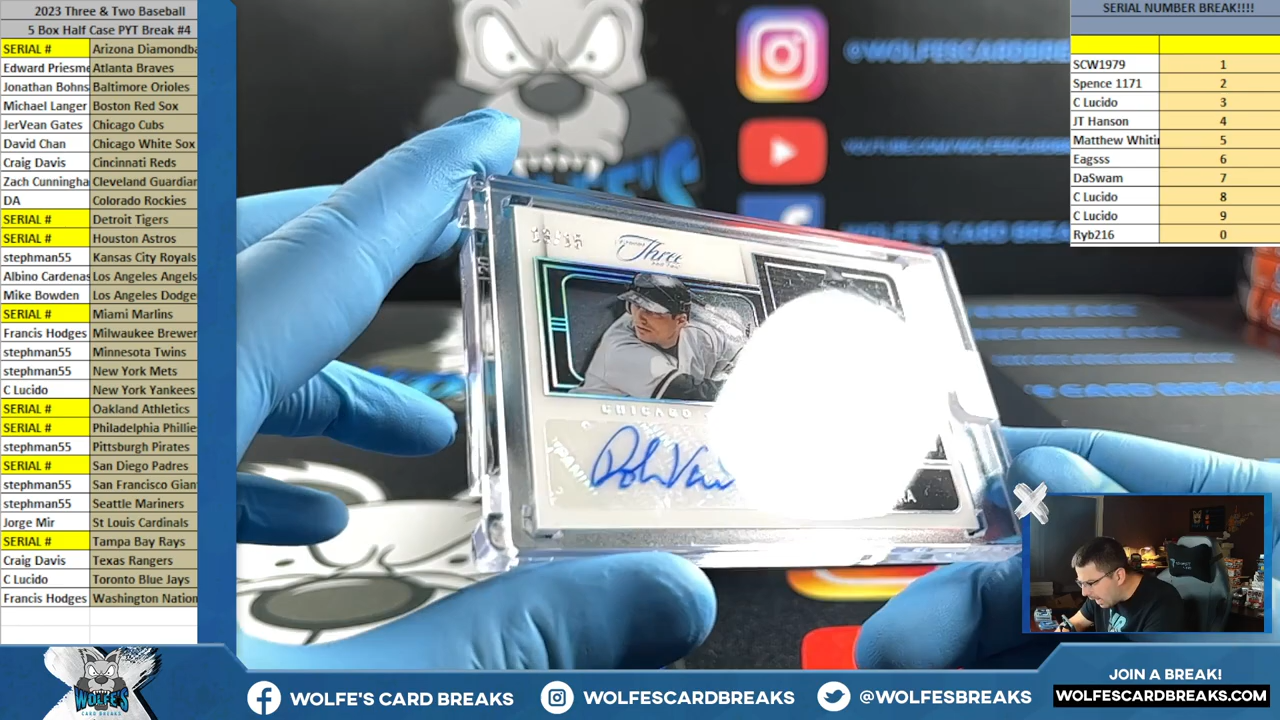 2023 Three & Two Baseball
5 Box Half Case PYT Break #4
SERIAL # Arizona Diamondba
Edward Priesme Atlanta Braves
Jonathan Bohns Baltimore Orioles
Michael Langer Boston Red Sox
JerVean Gates Chicago Cubs
David Chan Chicago White Sox
Craig Davis Cincinnati Reds
Zach Cunningha Cleveland Guardian
DA Colorado Rockies
SERIAL # Detroit Tigers
SERIAL # Houston Astros
stephman55 Kansas City Royals
Albino Cardenas Los Angeles Angels
Mike Bowden Los Angeles Dodge
SERIAL # Miami Marlins
Francis Hodges Milwaukee Brewer
stephman55 Minnesota Twins
stephman55 New York Mets
C Lucido New York Yankees
SERIAL # Oakland Athletics
SERIAL # Philadelphia Phillie
stephman55 Pittsburgh Pirates
SERIAL # San Diego Padres
stephman55 San Francisco Gian
stephman55 Seattle Mariners
Jorge Mir St Louis Cardinals
SERIAL # Tampa Bay Rays
Craig Davis Texas Rangers
C Lucido Toronto Blue Jays
Francis Hodges Washington Nation
SERIAL NUMBER BREAK!!!!
SCW1979 1
Spence 1171 2
C Lucido 3
JT Hanson 4
Matthew Whitin 5
Eagsss 6
DaSwam 7
C Lucido 8
C Lucido 9
Ryb216 0
@WOLFESCARDBREAKS
Three
AND TWO
CHICAGO
WOLFE'S
CARD BREAKS
WOLFE'S CARD BREAKS
WOLFESCARDBREAKS
@WOLFESBREAKS
JOIN A BREAK!
WOLFESCARDBREAKS.COM